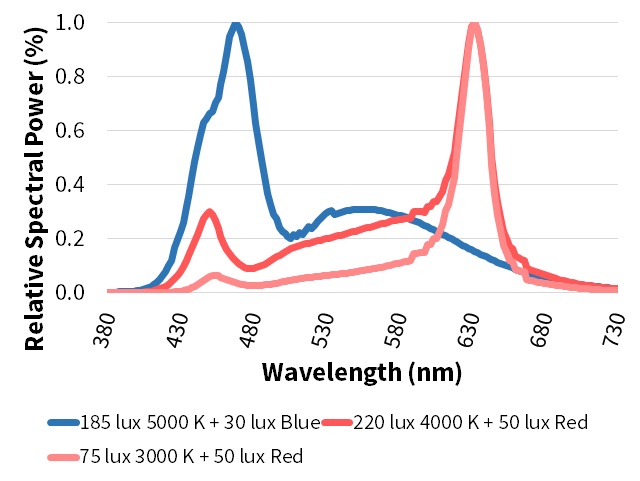 Relative Spectral Power (%)
1.0
0.8
0.6
0.4
0.2
0.0
380 430 480 530 580 630 680 730
Wavelength (nm)
185 lux 5000 K + 30 lux Blue 220 lux 4000 K + 50 lux Red
75 lux 3000 K + 50 lux Red